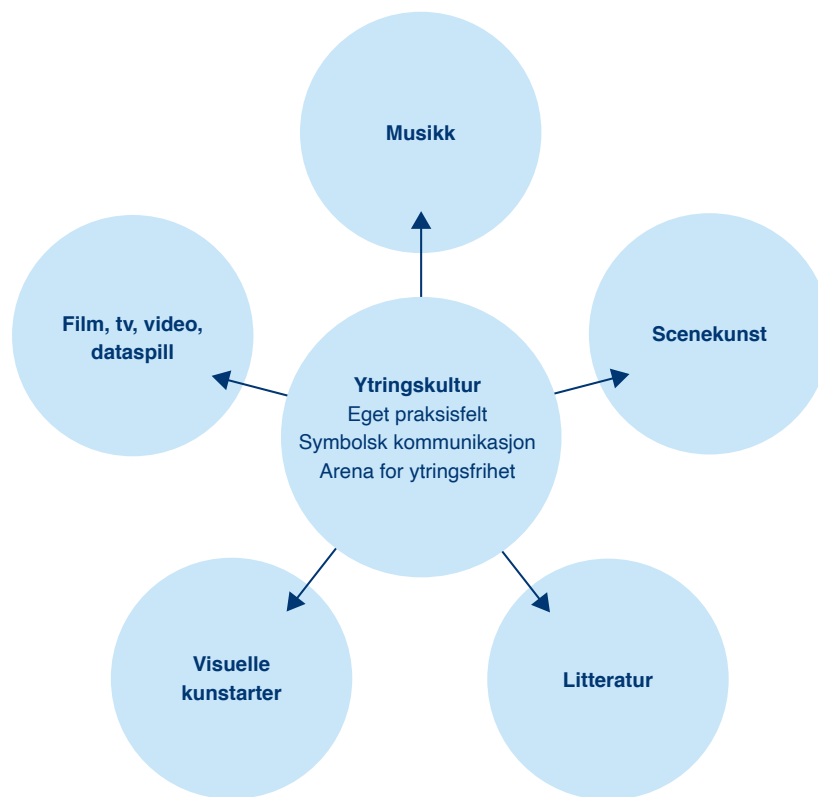 Musikk
Film, tv, video,
dataspill
Scenekunst
Ytringskultur
Eget praksisfelt
Symbolsk kommunikasjon
Arena for ytringsfrihet
Visuelle
kunstarter
Litteratur